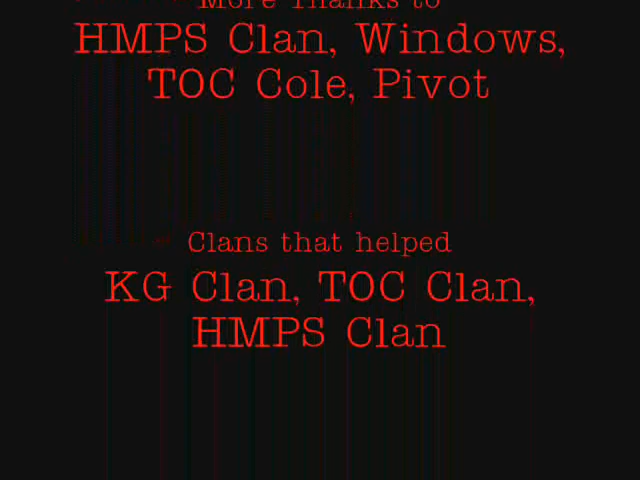 More Thanks to
HMPS Clan, Windows,
TOC Cole, Pivot
Clans that helped
KG Clan, TOC Clan,
HMPS Clan